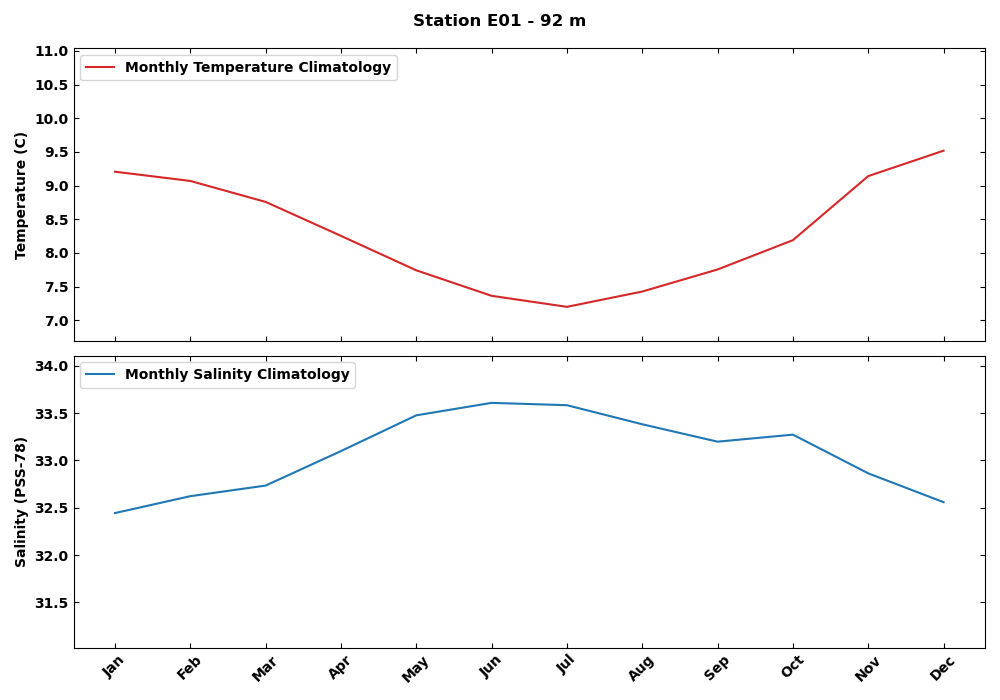 Station E01 - 92 m
11.0
10.5
10.0
9.5
9.0
8.5
8.0
7.5
7.0
Temperature (C)
Monthly Temperature Climatology
34.0
33.5
33.0
32.5
32.0
31.5
Salinity (PSS-78)
Monthly Salinity Climatology
Jan Feb Mar Apr May Jun Jul Aug Sep Oct Nov Dec